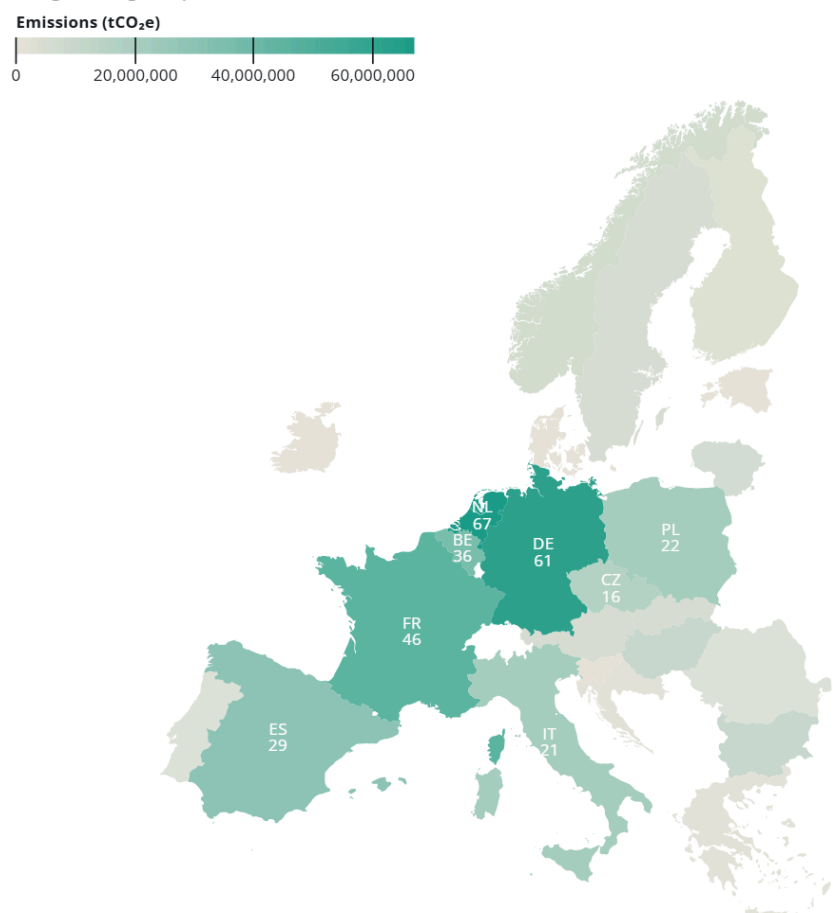 Emissions (tCO₂e)
0 20,000,000 40,000,000 60,000,000
NL
67
BE
36
DE
61
PL
22
CZ
16
FR
46
ES
29
IT
21